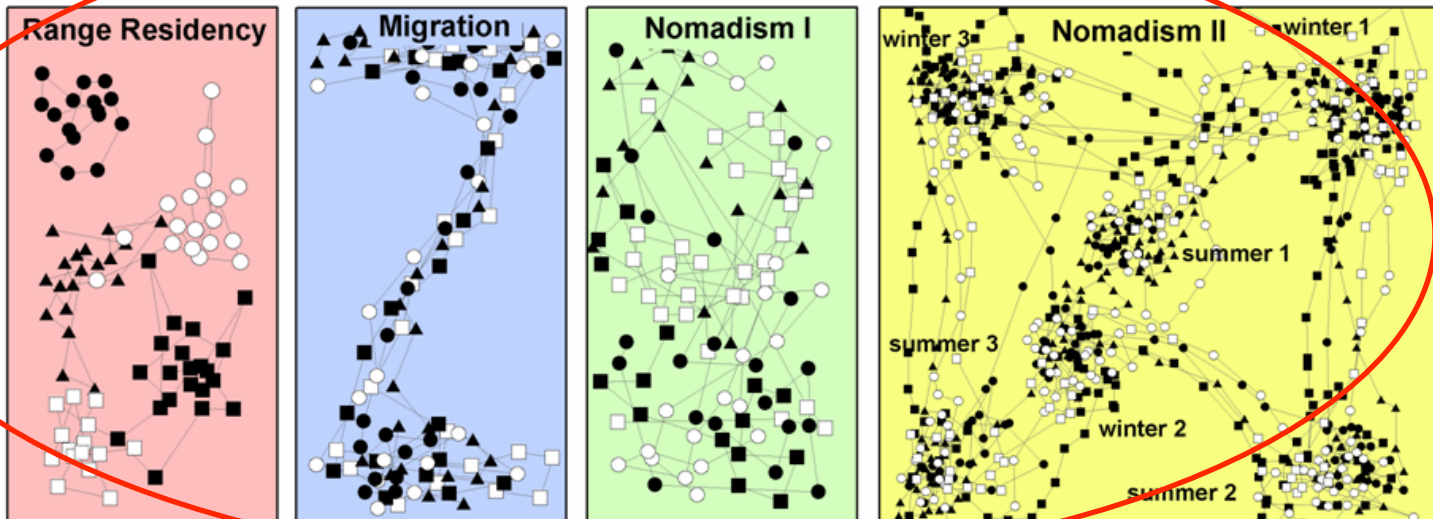 Range Residency
Migration
Nomadism I
Nomadism II
winter 3
winter 1
summer 1
summer 3
winter 2
summer 2